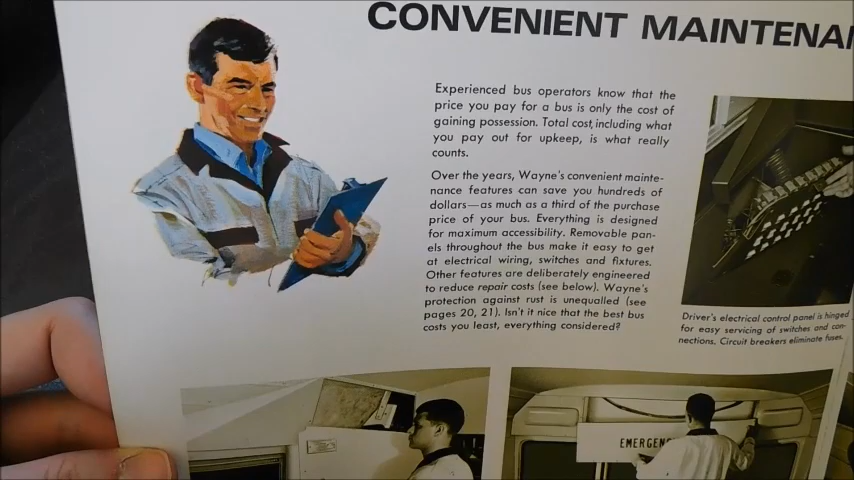 CONVENIENT MAINTENA
Experienced bus operators know that the
price you pay for a bus is only the cost of
gaining possession. Total cost, including what
you pay out for upkeep, is what really
counts.
Over the years, Wayne's convenient mainte-
nance features can save you hundreds of
dollars—as much as a third of the purchase
price of your bus. Everything is designed
for maximum accessibility. Removable pan-
els throughout the bus make it easy to get
at electrical wiring, switches and fixtures.
Other features are deliberately engineered
to reduce repair costs (see below). Wayne's
protection against rust is unequalled (see
pages 20, 21). Isn't it nice that the best bus
costs you least, everything considered?
Driver's electrical control panel is hinged
for easy servicing of switches and con-
nections. Circuit breakers eliminate fuses.
EMERGENC